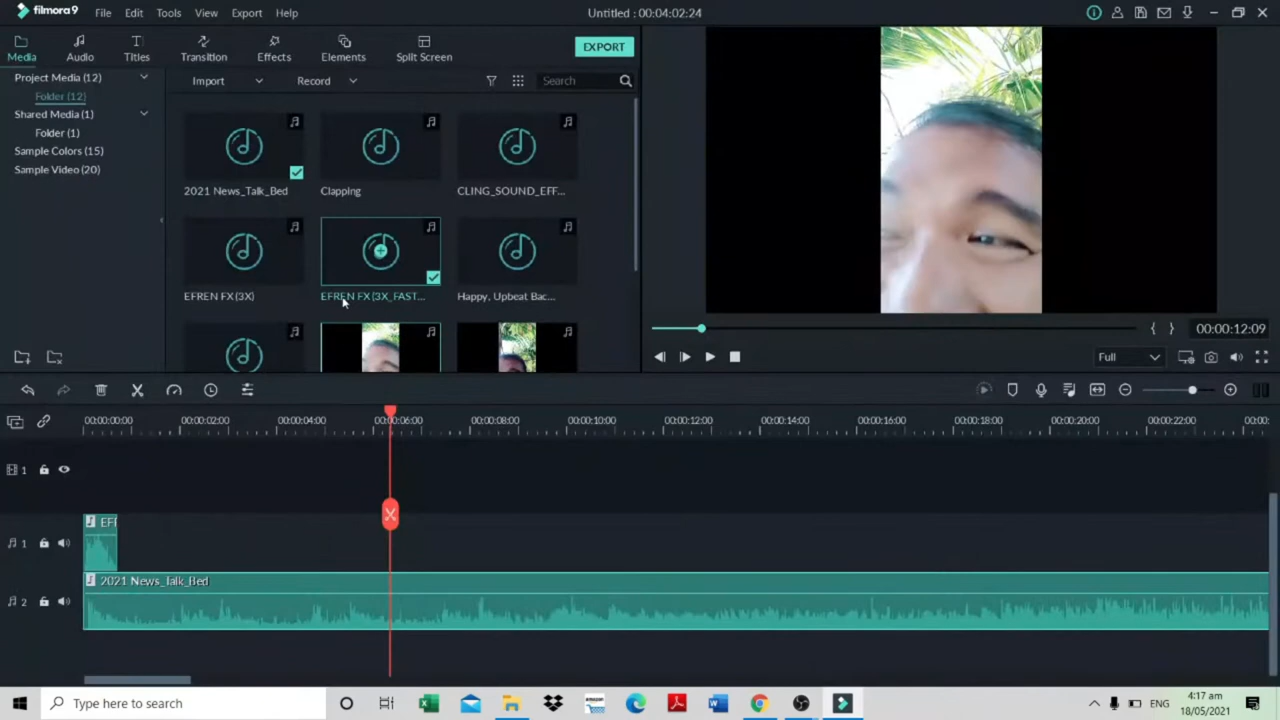 filmora 9 File Edit Tools View Export Help Untitled : 00:04:02:24
Media Audio Titles Transition Effects Elements Split Screen EXPORT
Project Media (12)
Folder (12)
Shared Media (1)
Folder (1)
Sample Colors (15)
Sample Video (20)
Import Record Search
2021 News_Talk_Bed Clapping CLING_SOUND_EFF...
EFREN FX(3X) EFREN FX(3X_FAST... Happy, Upbeat Bac...
{ } 00:00:12:09
Full
00:00:00:00 00:00:02:00 00:00:04:00 00:00:06:00 00:00:08:00 00:00:10:00 00:00:12:00 00:00:14:00 00:00:16:00 00:00:18:00 00:00:20:00 00:00:22:00 00:00:
1
1 EFI
2021 News_Talk_Bed
2
Type here to search
amazon
ENG
4:17 am
18/05/2021